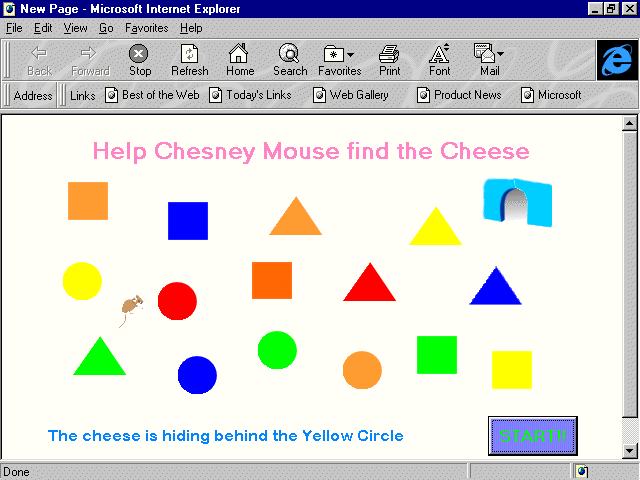 New Page - Microsoft Internet Explorer
File Edit View Go Favorites Help
Back Forward Stop Refresh Home Search Favorites Print Font Mail
Address Links Best of the Web Today's Links Web Gallery Product News Microsoft
Help Chesney Mouse find the Cheese
The cheese is hiding behind the Yellow Circle
START!!
Done